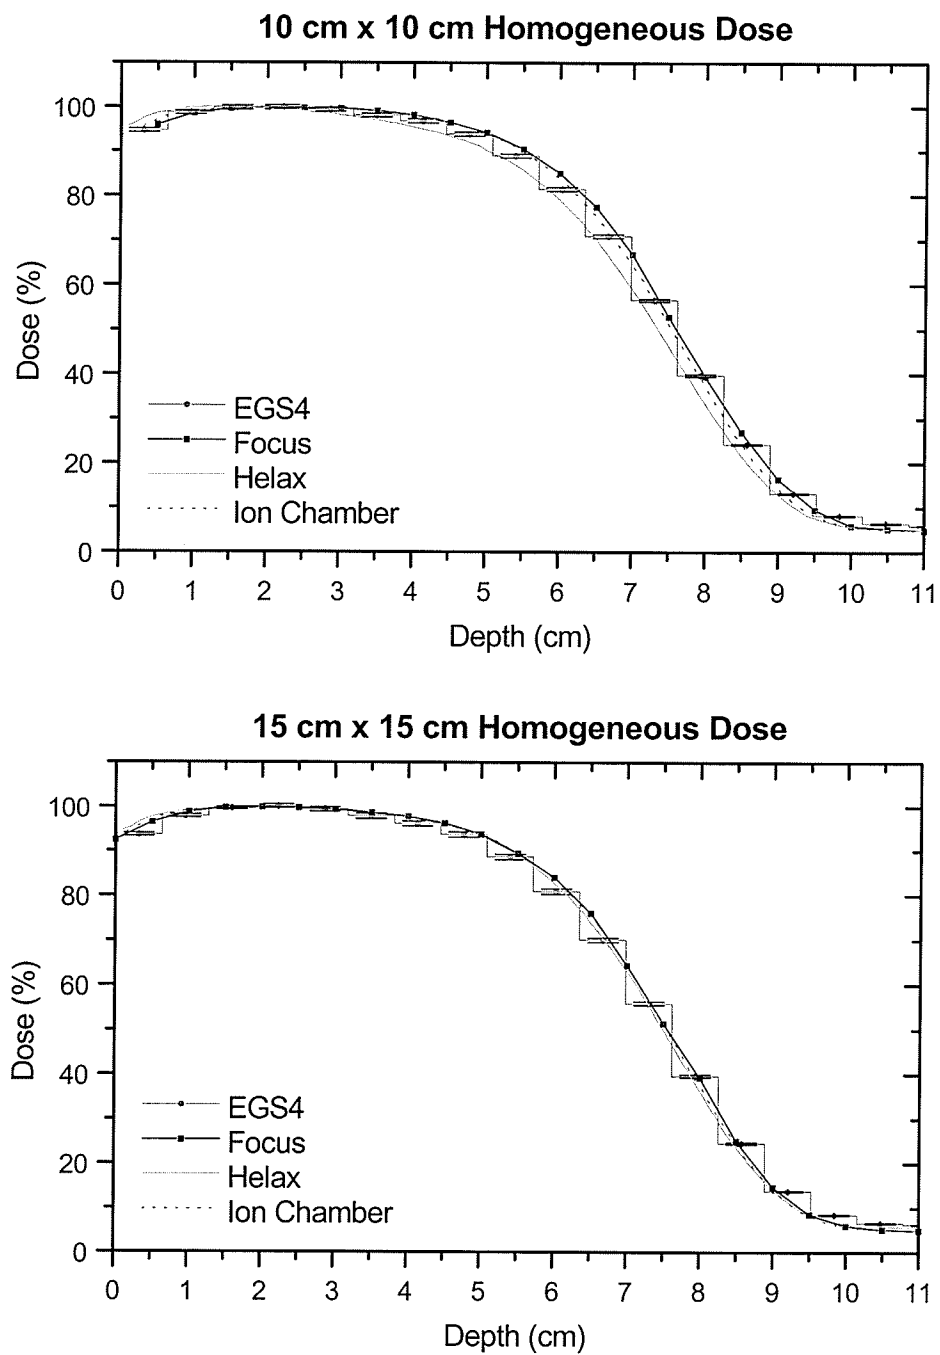 10 cm x 10 cm Homogeneous Dose
100
80
60
40
20
0
Dose (%)
EGS4
Focus
Helax
Ion Chamber
0 1 2 3 4 5 6 7 8 9 10 11
Depth (cm)
15 cm x 15 cm Homogeneous Dose
100
80
60
40
20
0
Dose (%)
EGS4
Focus
Helax
Ion Chamber
0 1 2 3 4 5 6 7 8 9 10 11
Depth (cm)